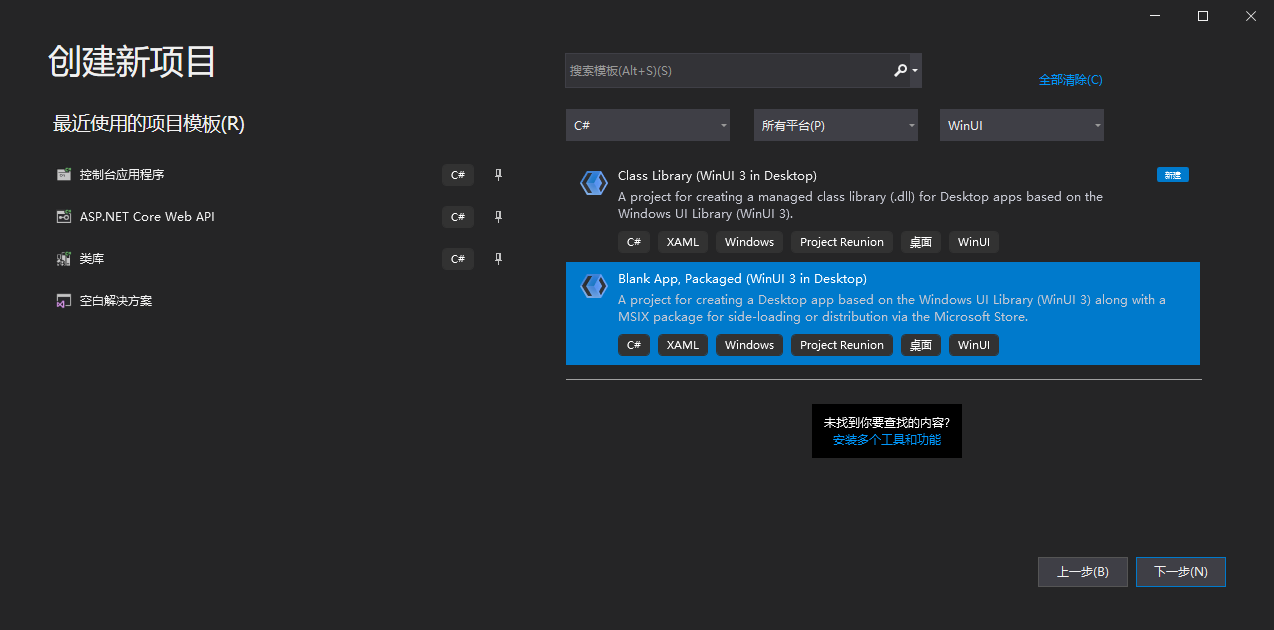 创建新项目
最近使用的项目模板(R)
控制台应用程序 C#
ASP.NET Core Web API C#
类库 C#
空白解决方案
搜索模板(Alt+S)(S)
全部清除(C)
C# 所有平台(P) WinUI
Class Library (WinUI 3 in Desktop) 新建
A project for creating a managed class library (.dll) for Desktop apps based on the
Windows UI Library (WinUI 3).
C# XAML Windows Project Reunion 桌面 WinUI
Blank App, Packaged (WinUI 3 in Desktop)
A project for creating a Desktop app based on the Windows UI Library (WinUI 3) along with a
MSIX package for side-loading or distribution via the Microsoft Store.
C# XAML Windows Project Reunion 桌面 WinUI
未找到你要查找的内容?
安装多个工具和功能
上一步(B) 下一步(N)